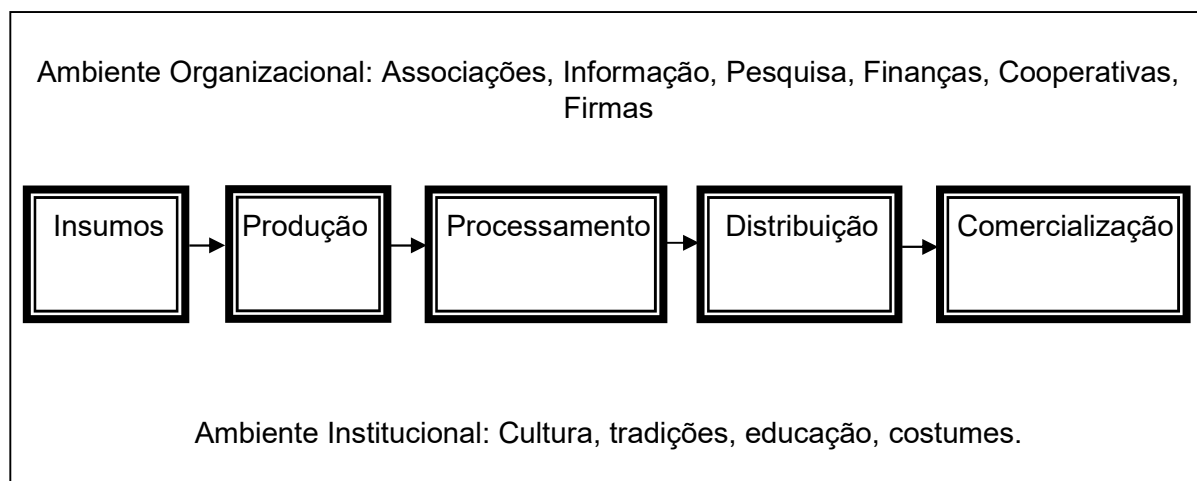 Ambiente Organizacional: Associações, Informação, Pesquisa, Finanças, Cooperativas,
Firmas
Insumos
Produção
Processamento
Distribuição
Comercialização
Ambiente Institucional: Cultura, tradições, educação, costumes.